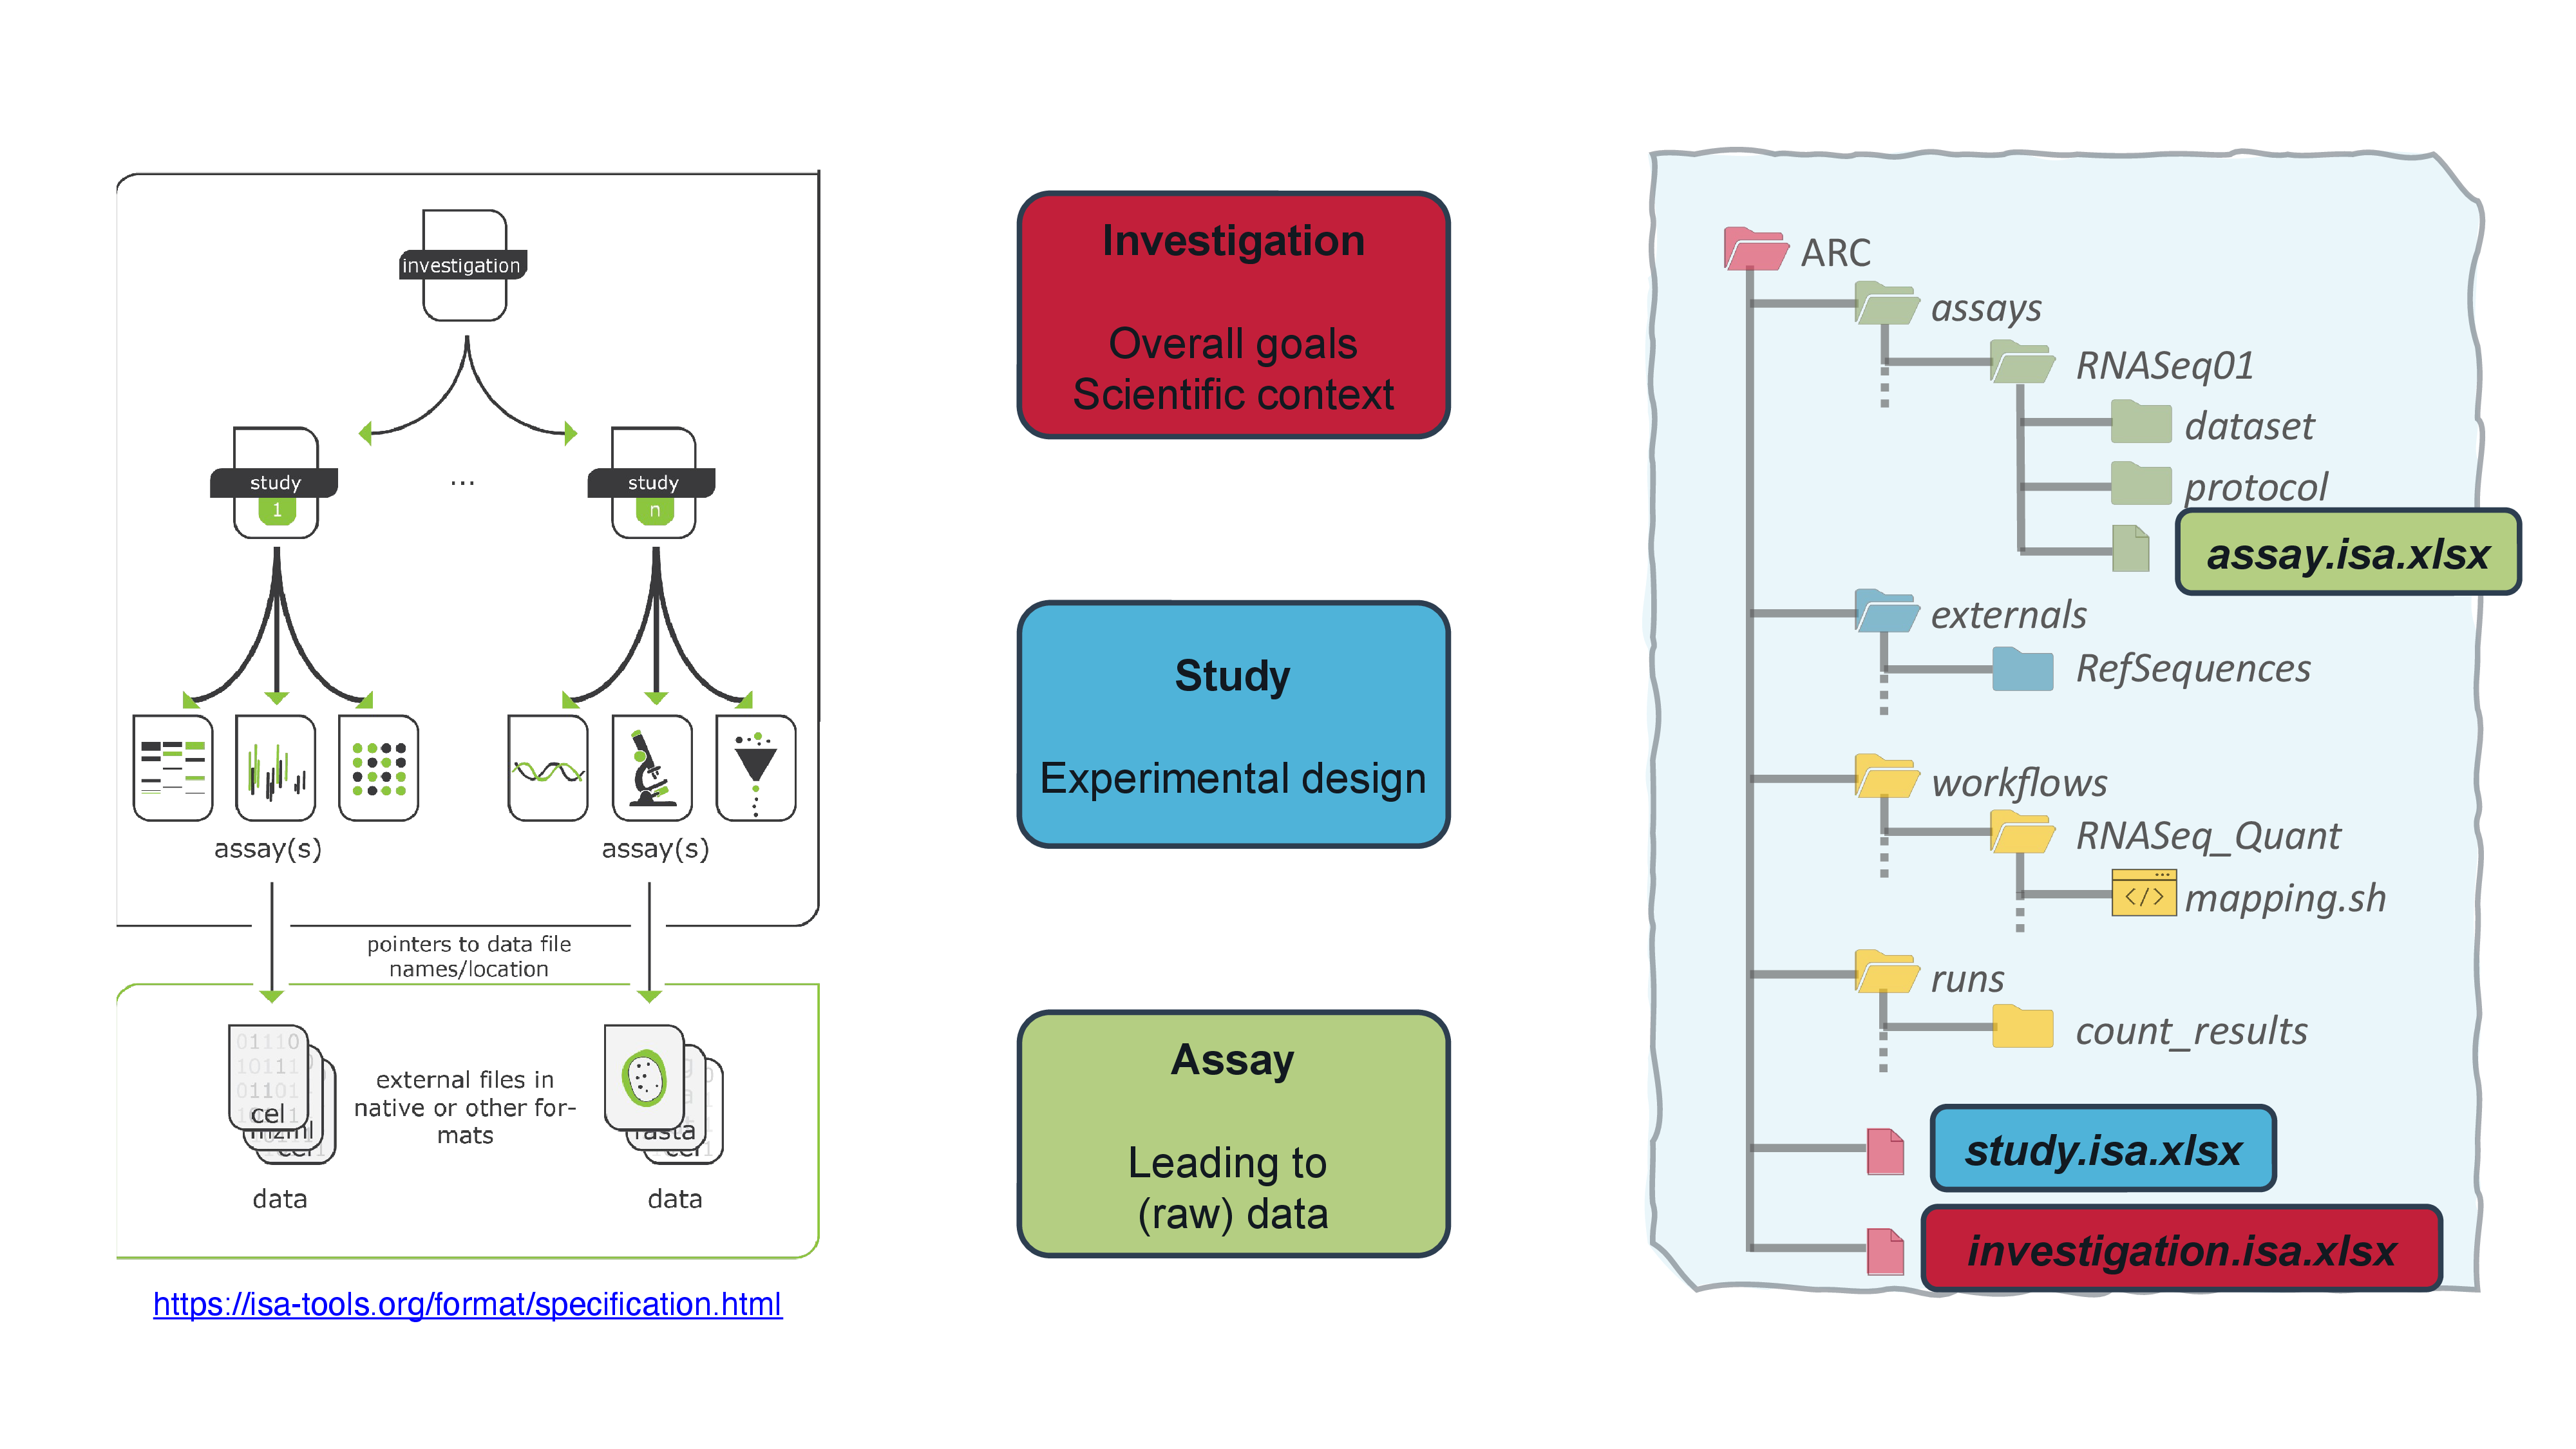 investigation
study
1
...
study
n
assay(s)
assay(s)
pointers to data file
names/location
01110
10111
01101
cel
mzml
cel
external files in
native or other for-
mats
fasta
cel
data
data
https://isa-tools.org/format/specification.html
Investigation
Overall goals
Scientific context
Study
Experimental design
Assay
Leading to
(raw) data
ARC
assays
RNASeq01
dataset
protocol
assay.isa.xlsx
externals
RefSequences
workflows
RNASeq_Quant
</>
mapping.sh
runs
count_results
study.isa.xlsx
investigation.isa.xlsx